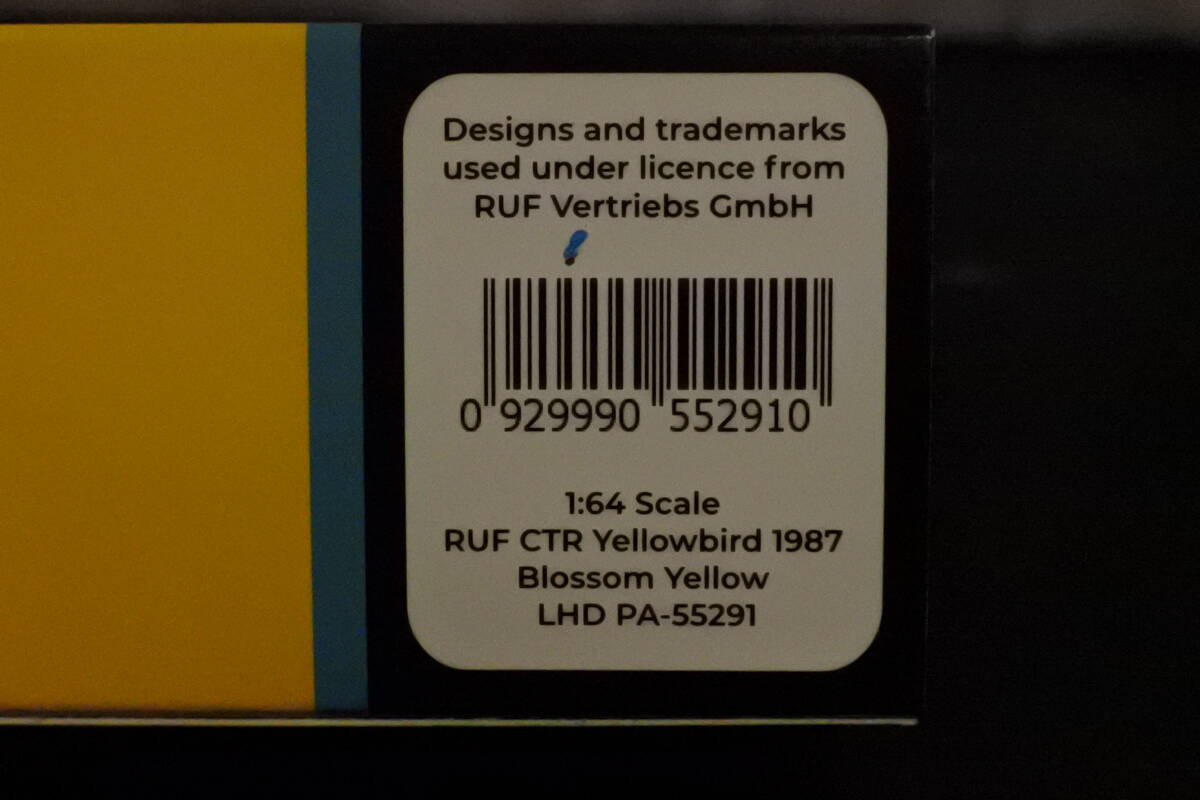 Designs and trademarks
used under licence from
RUF Vertriebs GmbH
0 929990 552910
1:64 Scale
RUF CTR Yellowbird 1987
Blossom Yellow
LHD PA-55291